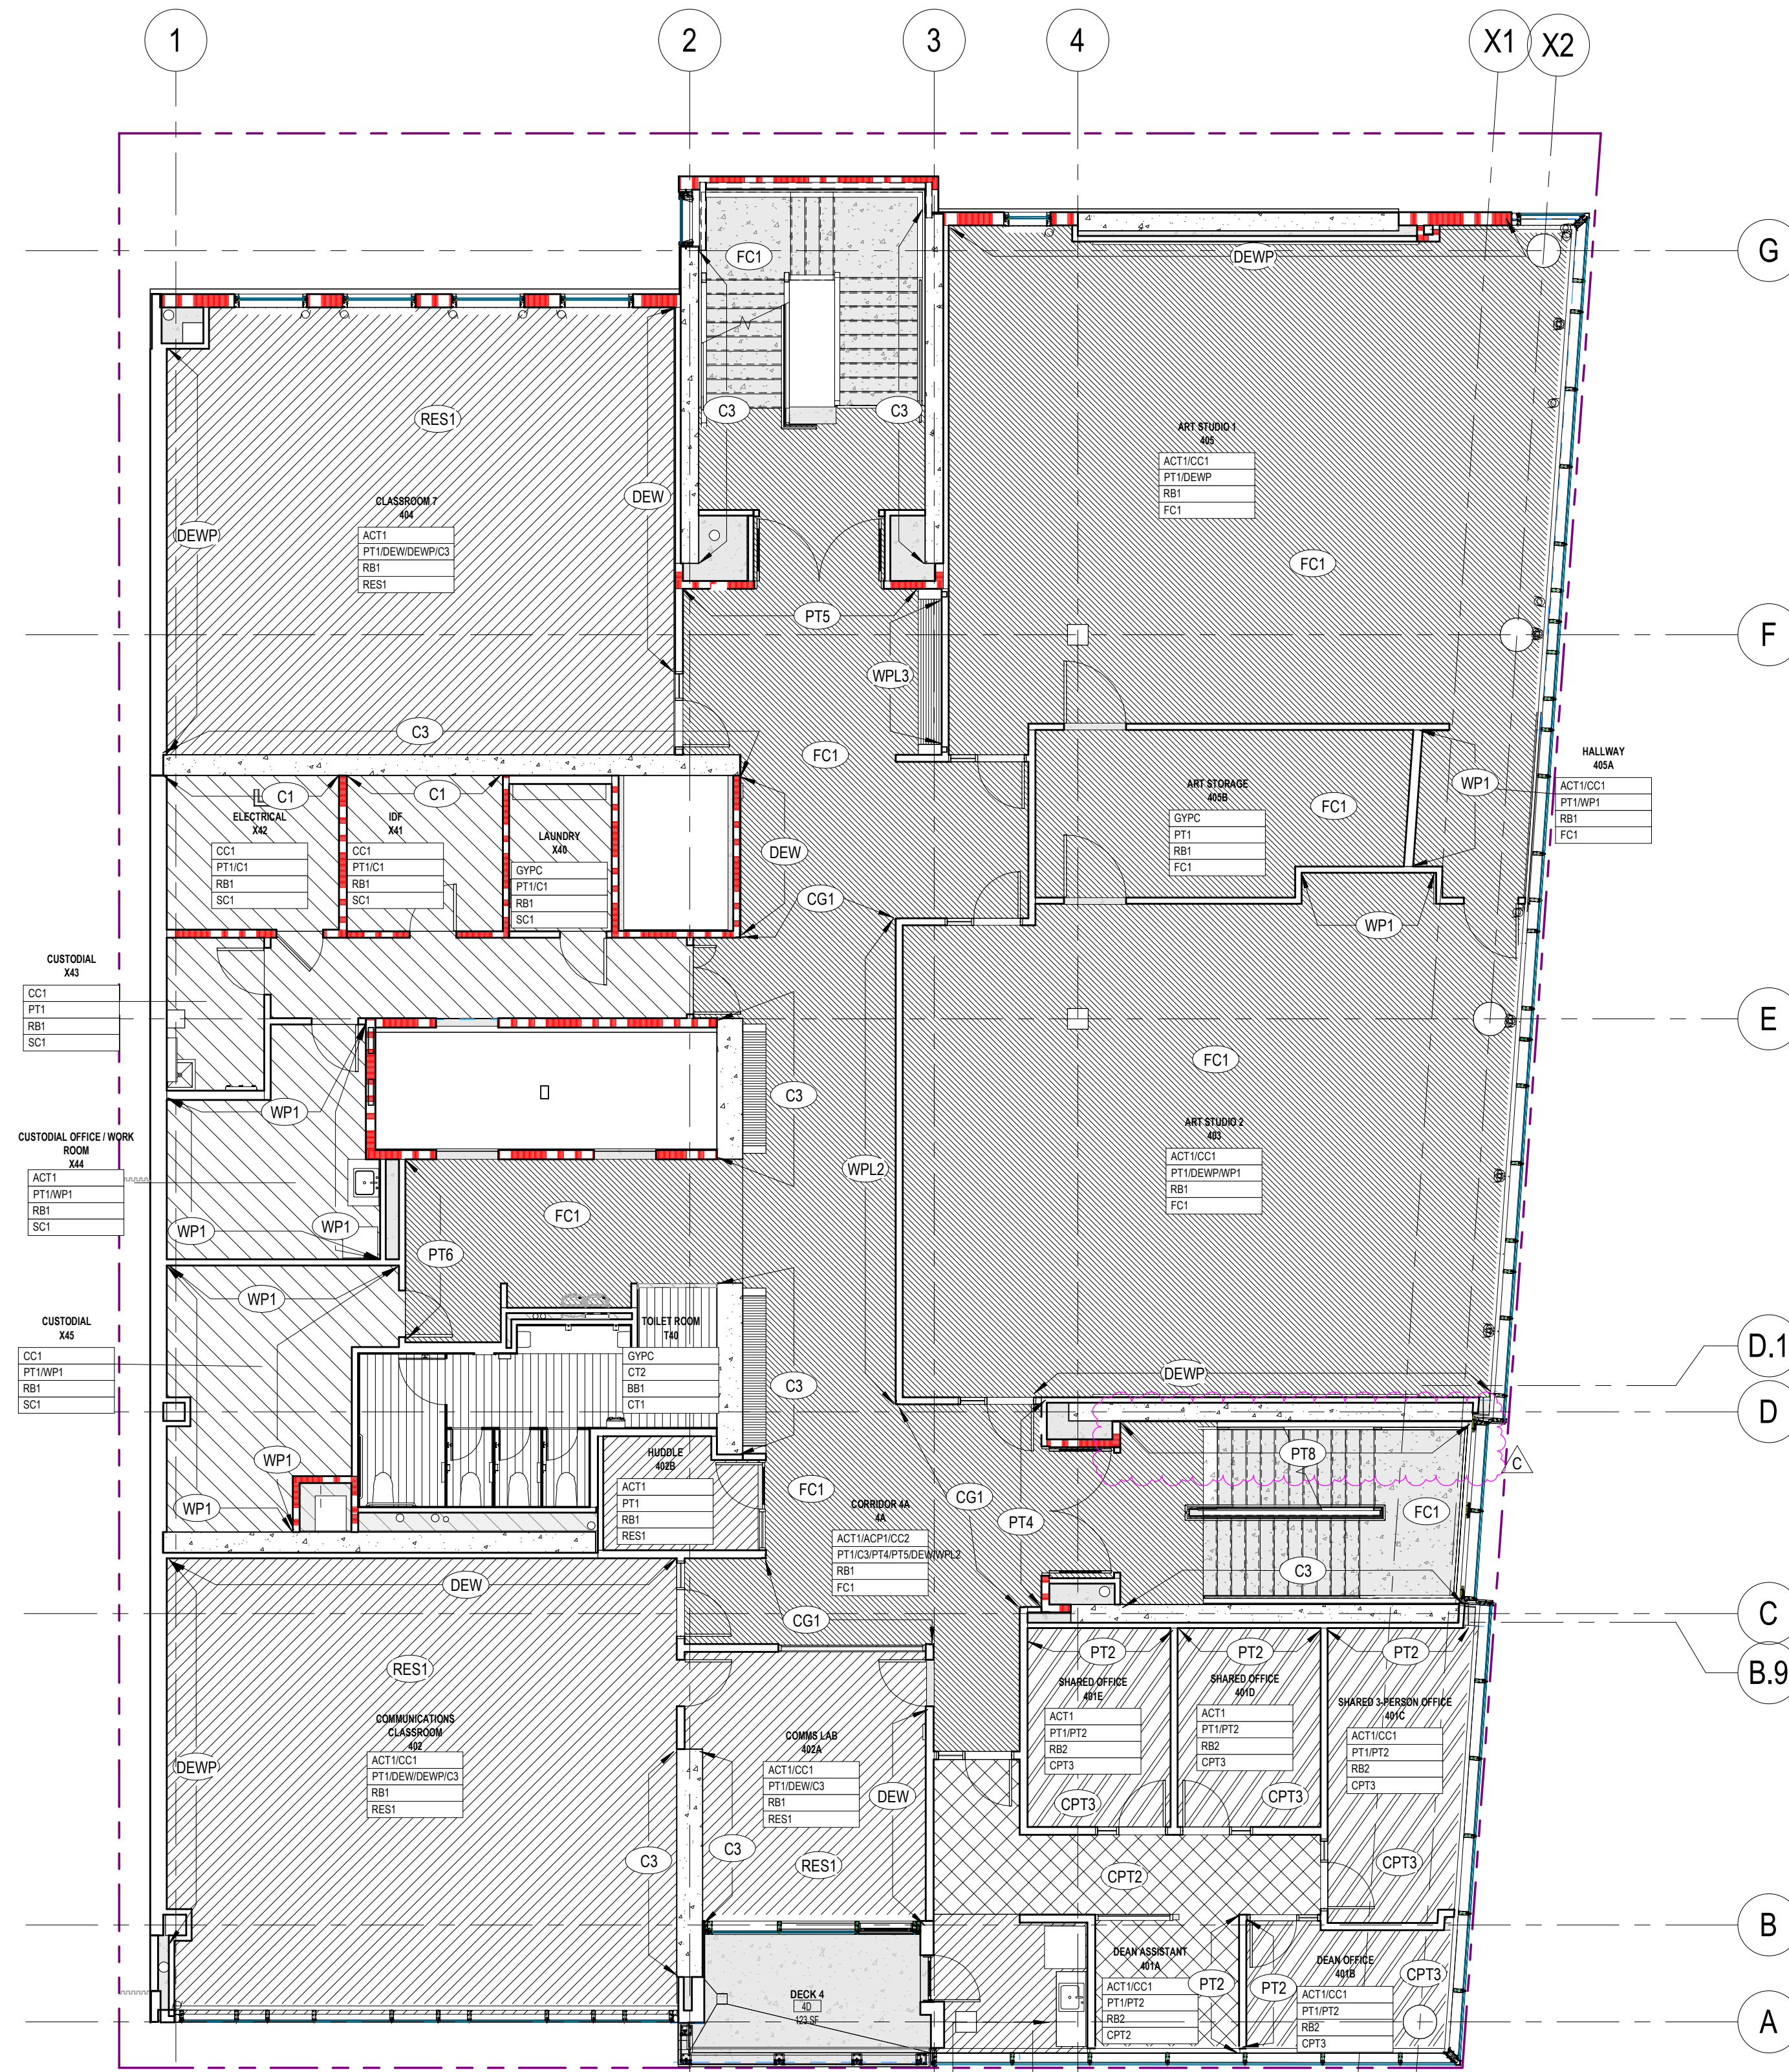 1
2
3
4
X1
X2
G
FC1
DEWP
C3
C3
RES1
ART STUDIO 1
405
ACT1/CC1
PT1/DEWP
RB1
FC1
DEW
CLASSROOM 7
404
ACT1
PT1/DEW/DEWP/C3
RB1
RES1
DEWP
FC1
PT5
F
WPL3
C3
FC1
HALLWAY
405A
ACT1/CC1
PT1/WP1
RB1
FC1
WP1
C1
C1
ART STORAGE
405B
GYPC
PT1
RB1
FC1
FC1
ELECTRICAL
X42
CC1
PT1/C1
RB1
SC1
IDF
X41
CC1
PT1/C1
RB1
SC1
LAUNDRY
X40
GYPC
PT1/C1
RB1
SC1
DEW
CG1
WP1
CUSTODIAL
X43
CC1
PT1
RB1
SC1
E
FC1
C3
WP1
CUSTODIAL OFFICE / WORK
ROOM
X44
ACT1
PT1/WP1
RB1
SC1
ART STUDIO 2
403
ACT1/CC1
PT1/DEWP/WP1
RB1
FC1
WPL2
FC1
WP1
WP1
PT6
WP1
CUSTODIAL
X45
CC1
PT1/WP1
RB1
SC1
TOILET ROOM
T40
GYPC
CT2
BB1
CT1
D.1
DEWP
C3
D
PT8
C
WP1
HUDDLE
402B
ACT1
PT1
RB1
RES1
FC1
CG1
WP1
CORRIDOR 4A
4A
ACT1/ACP1/CC2
PT1/C3/PT4/PT5/DEW/WPL2
RB1
FC1
PT4
FC1
C3
DEW
C
CG1
PT2
PT2
PT2
RES1
B.9
SHARED OFFICE
401E
ACT1
PT1/PT2
RB2
CPT3
SHARED OFFICE
401D
ACT1
PT1/PT2
RB2
CPT3
SHARED 3-PERSON OFFICE
401C
ACT1/CC1
PT1/PT2
RB2
CPT3
COMMUNICATIONS
CLASSROOM
402
ACT1/CC1
PT1/DEW/DEWP/C3
RB1
RES1
COMMS LAB
402A
ACT1/CC1
PT1/DEW/C3
RB1
RES1
DEWP
DEW
CPT3
CPT3
C3
C3
RES1
CPT2
CPT3
B
DEAN ASSISTANT
401A
ACT1/CC1
PT1/PT2
RB2
CPT2
PT2
PT2
DEAN OFFICE
401B
ACT1/CC1
PT1/PT2
RB2
CPT3
CPT3
DECK 4
4D
123 SF
A